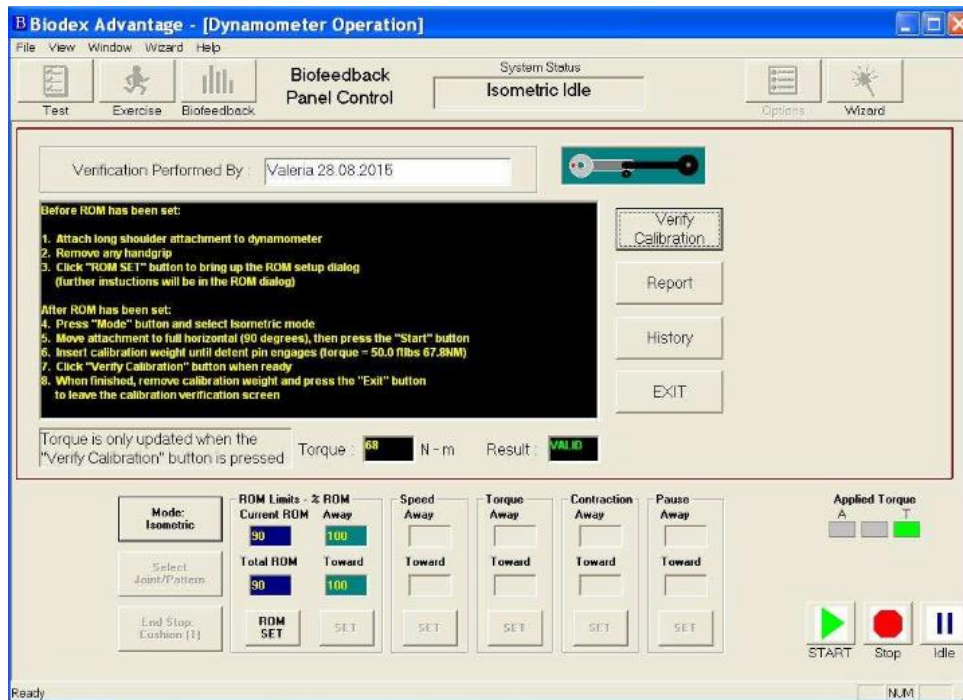 Biodex Advantage - [Dynamometer Operation]
File View Window Wizard Help
Test
Exercise
Biofeedback
Biofeedback
Panel Control
System Status
Isometric Idle
Options
Wizard
Verification Performed By :
Valeria 28.08.2015
Before ROM has been set:
1. Attach long shoulder attachment to dynamometer
2. Remove any handgrip
3. Click "ROM SET" button to bring up the ROM setup dialog
(further instuctions will be in the ROM dialog)
After ROM has been set:
4. Press "Mode" button and select Isometric mode
5. Move attachment to full horizontal (90 degrees), then press the "Start" button
6. Insert calibration weight until detent pin engages (torque = 50.0 ftlbs 67.8NM)
7. Click "Verify Calibration" button when ready
8. When finished, remove calibration weight and press the "Exit" button
to leave the calibration verification screen
Verify
Calibration
Report
History
EXIT
Torque is only updated when the
"Verify Calibration" button is pressed
Torque : 68 N - m Result : VALID
Mode:
Isometric
Select
Joint/Pattern
End Stop:
Cushion (1)
ROM Limits - % ROM
Current ROM Away
90 100
Total ROM Toward
90 100
ROM
SET
SET
Speed
Away
Toward
SET
Torque
Away
Toward
SET
Contraction
Away
Toward
SET
Pause
Away
Toward
SET
Applied Torque
A T
START
Stop
Idle
Ready
NUM